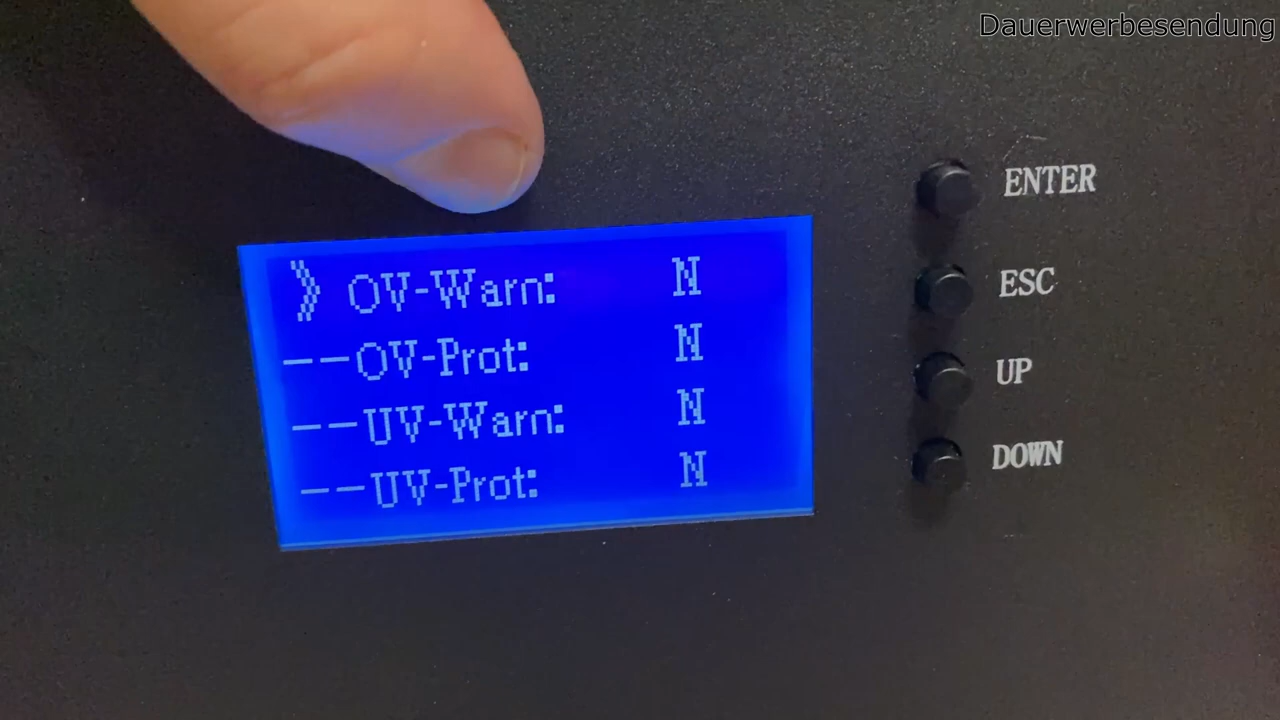 Dauerwerbesendung
OV-Warn: N
--OV-Prot: N
--UV-Warn: N
--UV-Prot: N
ENTER
ESC
UP
DOWN